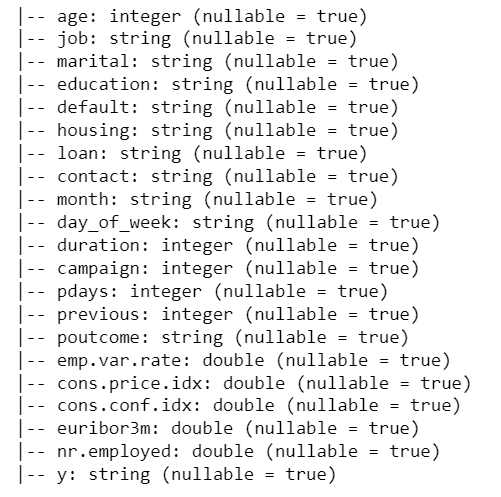 |-- age: integer (nullable = true)
|-- job: string (nullable = true)
|-- marital: string (nullable = true)
|-- education: string (nullable = true)
|-- default: string (nullable = true)
|-- housing: string (nullable = true)
|-- loan: string (nullable = true)
|-- contact: string (nullable = true)
|-- month: string (nullable = true)
|-- day_of_week: string (nullable = true)
|-- duration: integer (nullable = true)
|-- campaign: integer (nullable = true)
|-- pdays: integer (nullable = true)
|-- previous: integer (nullable = true)
|-- poutcome: string (nullable = true)
|-- emp.var.rate: double (nullable = true)
|-- cons.price.idx: double (nullable = true)
|-- cons.conf.idx: double (nullable = true)
|-- euribor3m: double (nullable = true)
|-- nr.employed: double (nullable = true)
|-- y: string (nullable = true)